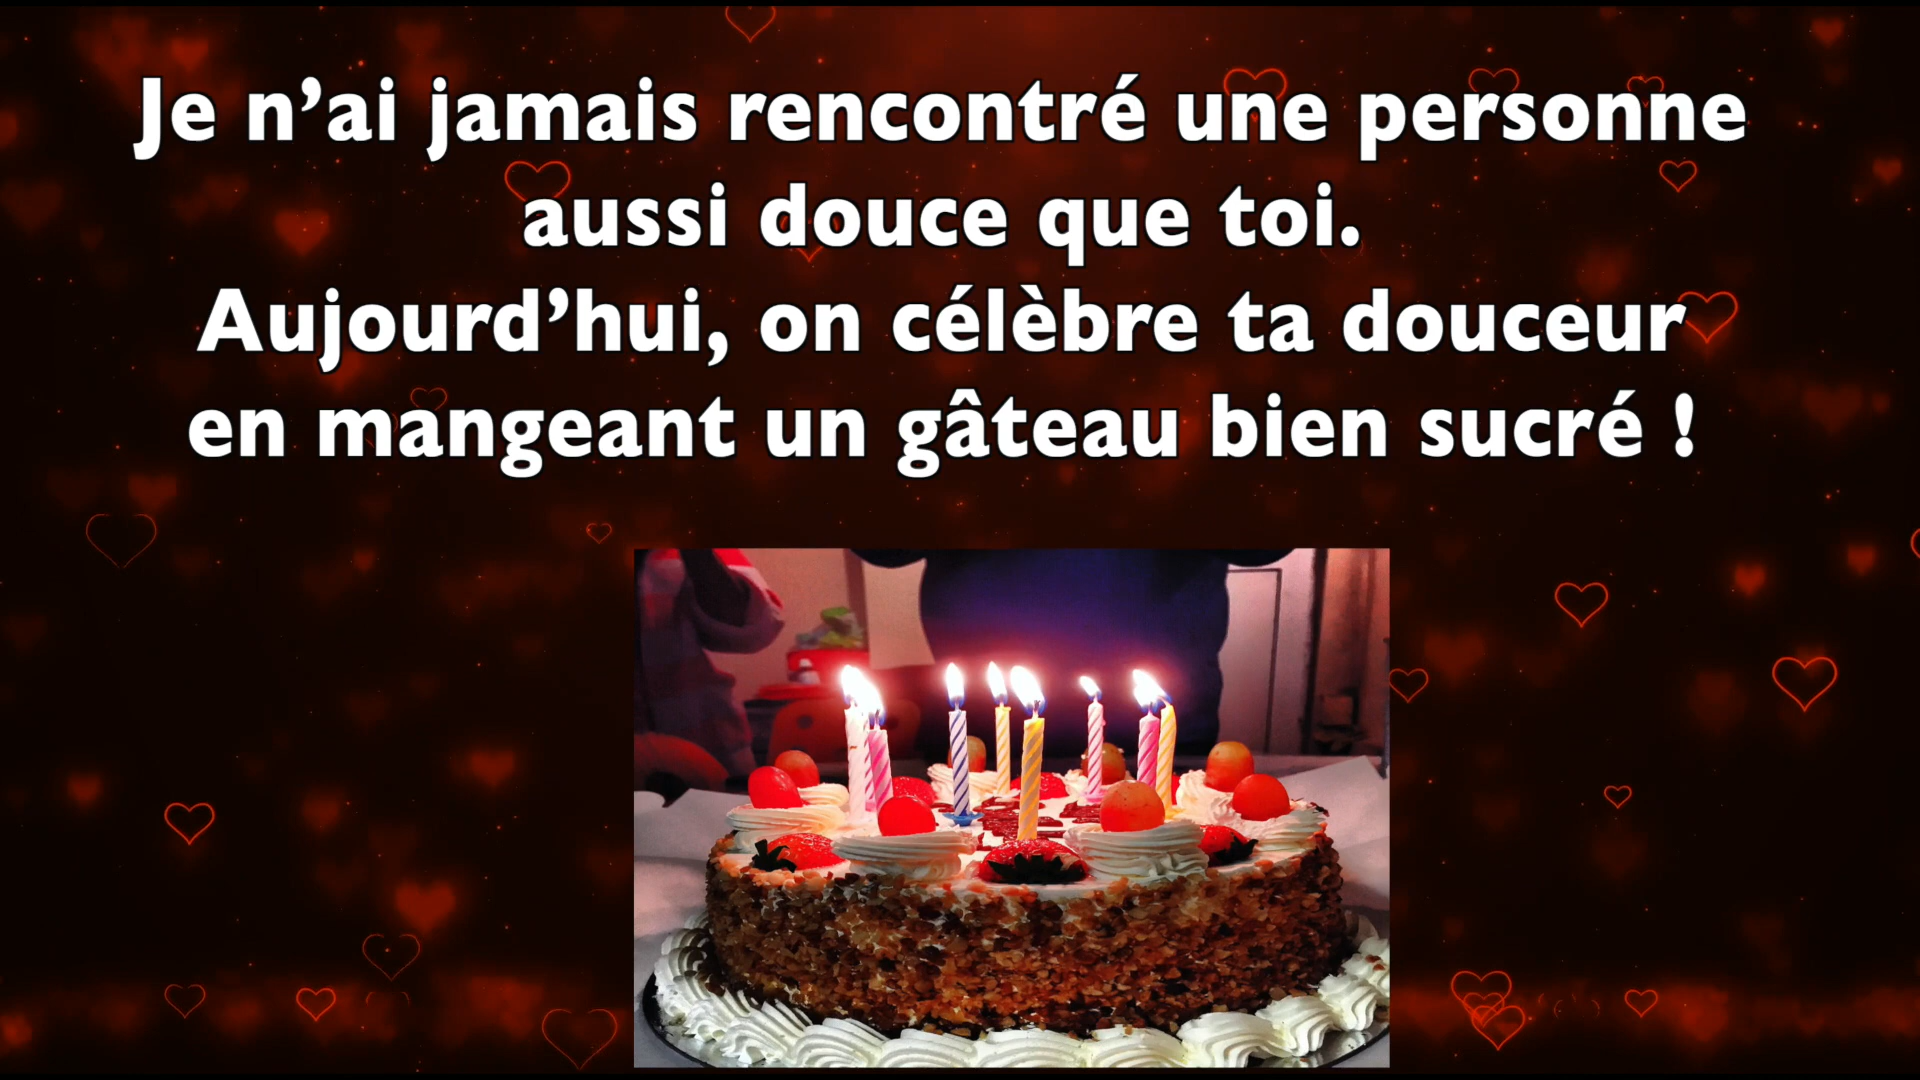 Je n’ai jamais rencontré une personne
aussi douce que toi.
Aujourd’hui, on célèbre ta douceur
en mangeant un gâteau bien sucré !